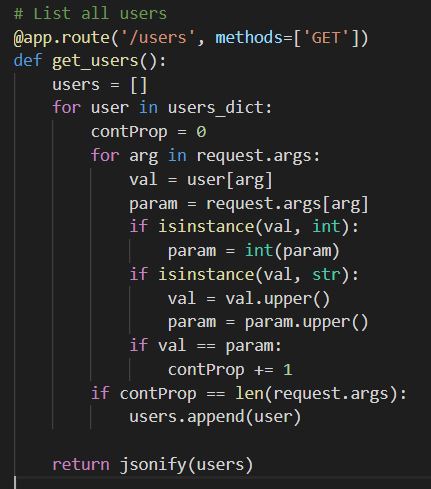 # List all users
@app.route('/users', methods=['GET'])
def get_users():
    users = []
    for user in users_dict:
        contProp = 0
        for arg in request.args:
            val = user[arg]
            param = request.args[arg]
            if isinstance(val, int):
                param = int(param)
            if isinstance(val, str):
                val = val.upper()
                param = param.upper()
            if val == param:
                contProp += 1
        if contProp == len(request.args):
            users.append(user)

    return jsonify(users)